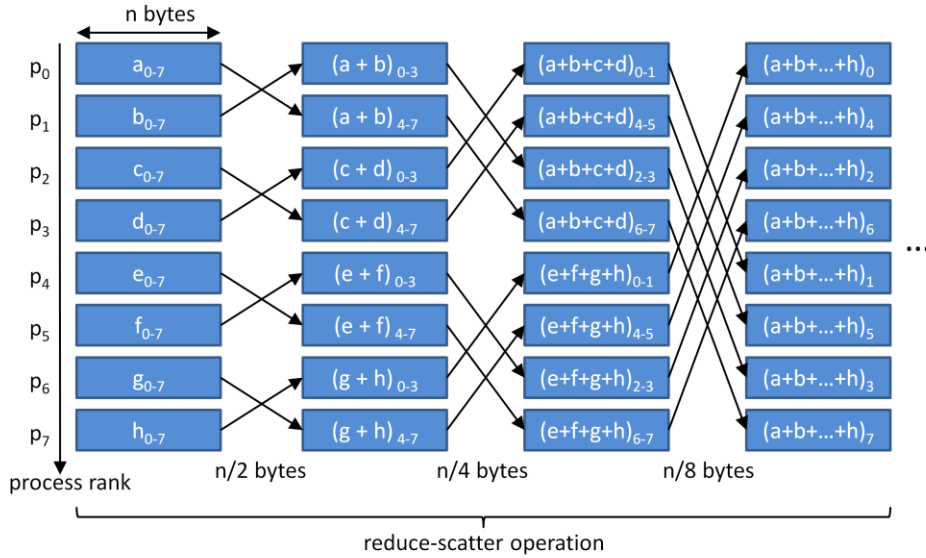 n bytes
p₀ a₀₋₇ (a + b)₀₋₃ (a+b+c+d)₀₋₁ (a+b+...+h)₀
p₁ b₀₋₇ (a + b)₄₋₇ (a+b+c+d)₄₋₅ (a+b+...+h)₄
p₂ c₀₋₇ (c + d)₀₋₃ (a+b+c+d)₂₋₃ (a+b+...+h)₂
p₃ d₀₋₇ (c + d)₄₋₇ (a+b+c+d)₆₋₇ (a+b+...+h)₆
...
p₄ e₀₋₇ (e + f)₀₋₃ (e+f+g+h)₀₋₁ (a+b+...+h)₁
p₅ f₀₋₇ (e + f)₄₋₇ (e+f+g+h)₄₋₅ (a+b+...+h)₅
p₆ g₀₋₇ (g + h)₀₋₃ (e+f+g+h)₂₋₃ (a+b+...+h)₃
p₇ h₀₋₇ (g + h)₄₋₇ (e+f+g+h)₆₋₇ (a+b+...+h)₇
n/2 bytes n/4 bytes n/8 bytes
process rank
reduce-scatter operation